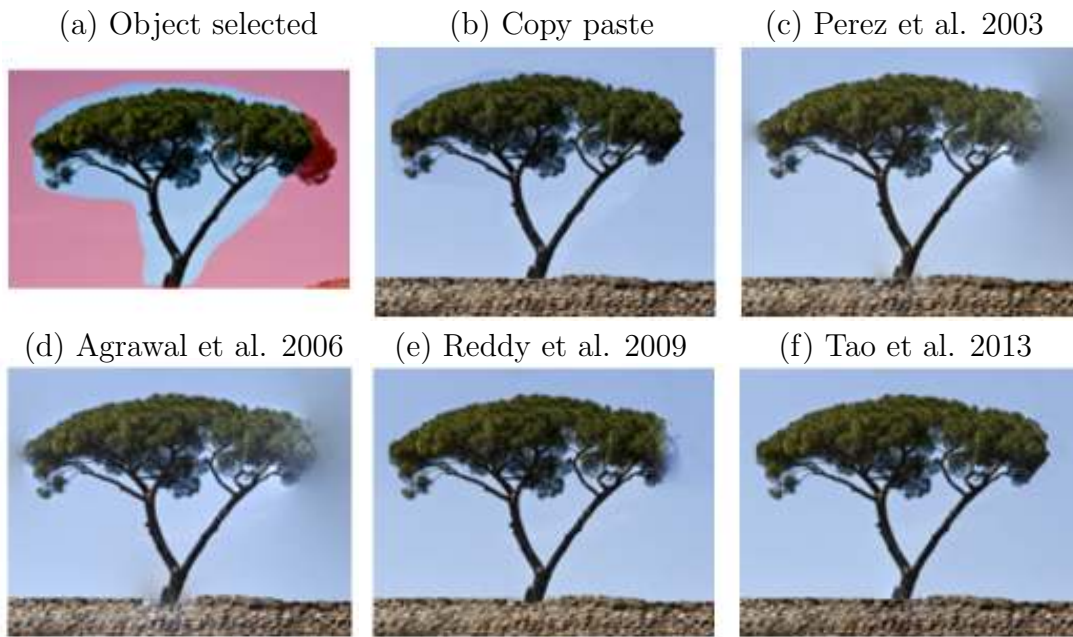 (a) Object selected
(b) Copy paste
(c) Perez et al. 2003
(d) Agrawal et al. 2006
(e) Reddy et al. 2009
(f) Tao et al. 2013